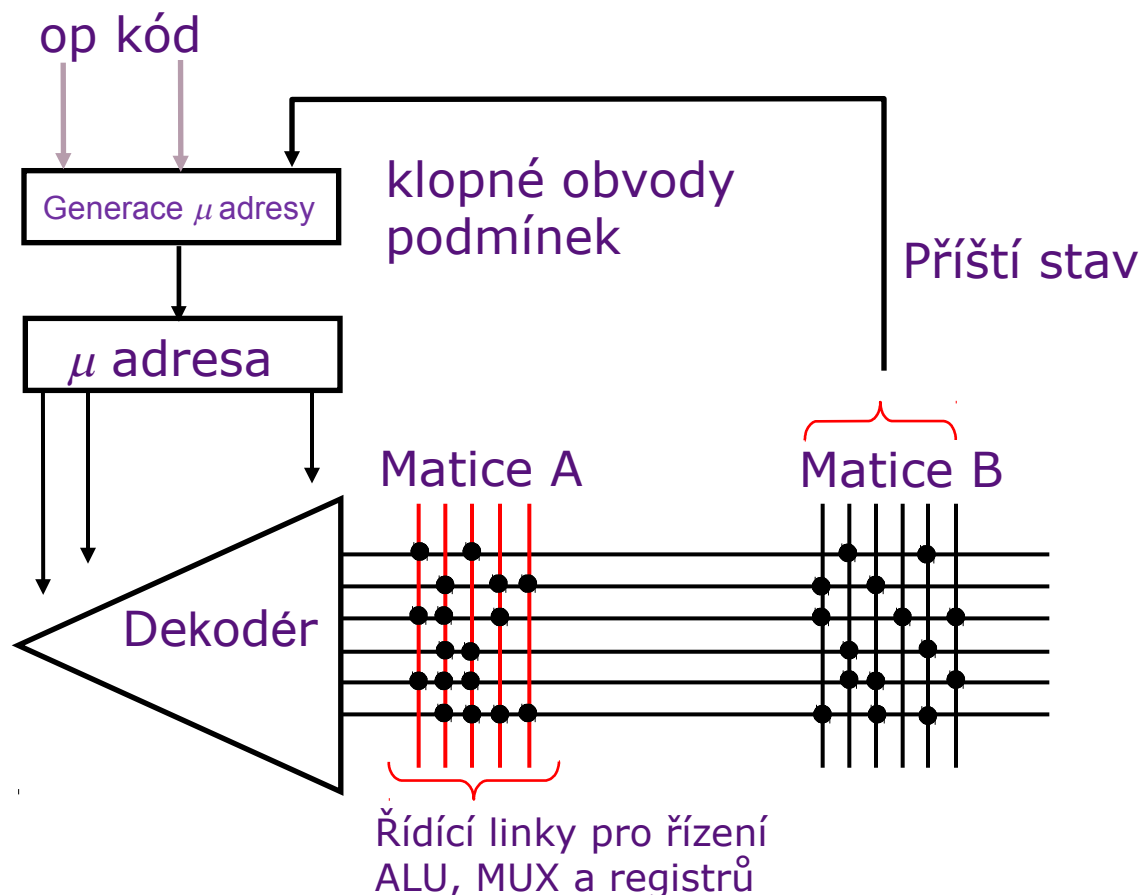 op kód
klopné obvody
podmínek
Generace μ adresy
Příští stav
μ adresa
Matice A
Matice B
Dekodér
Řídící linky pro řízení
ALU, MUX a registrů